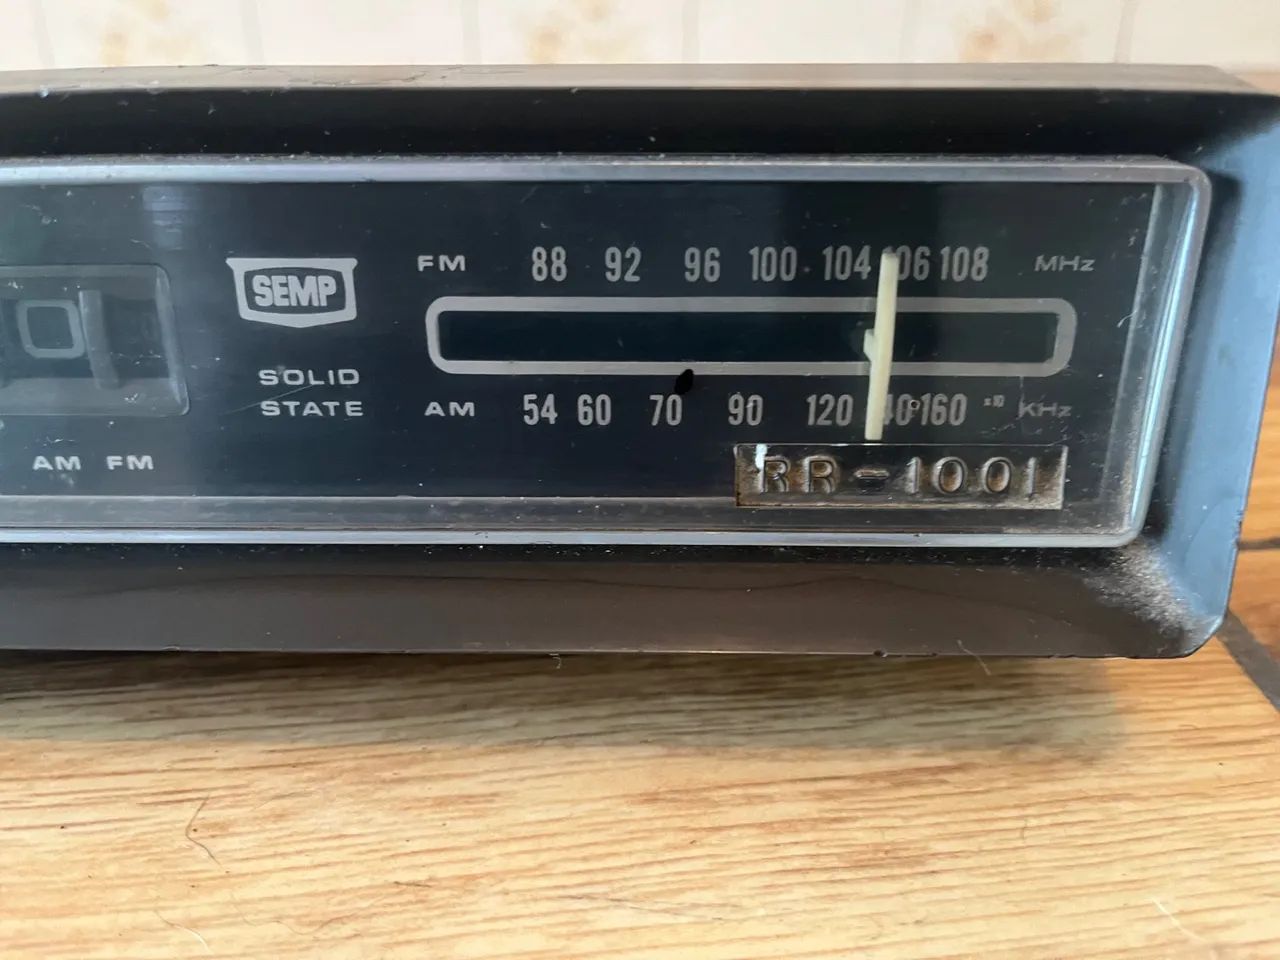 SEMP
SOLID
STATE
AM FM
FM 88 92 96 100 104 106 108 MHz
AM 54 60 70 90 120 140 160 x10 KHz
RR-1001